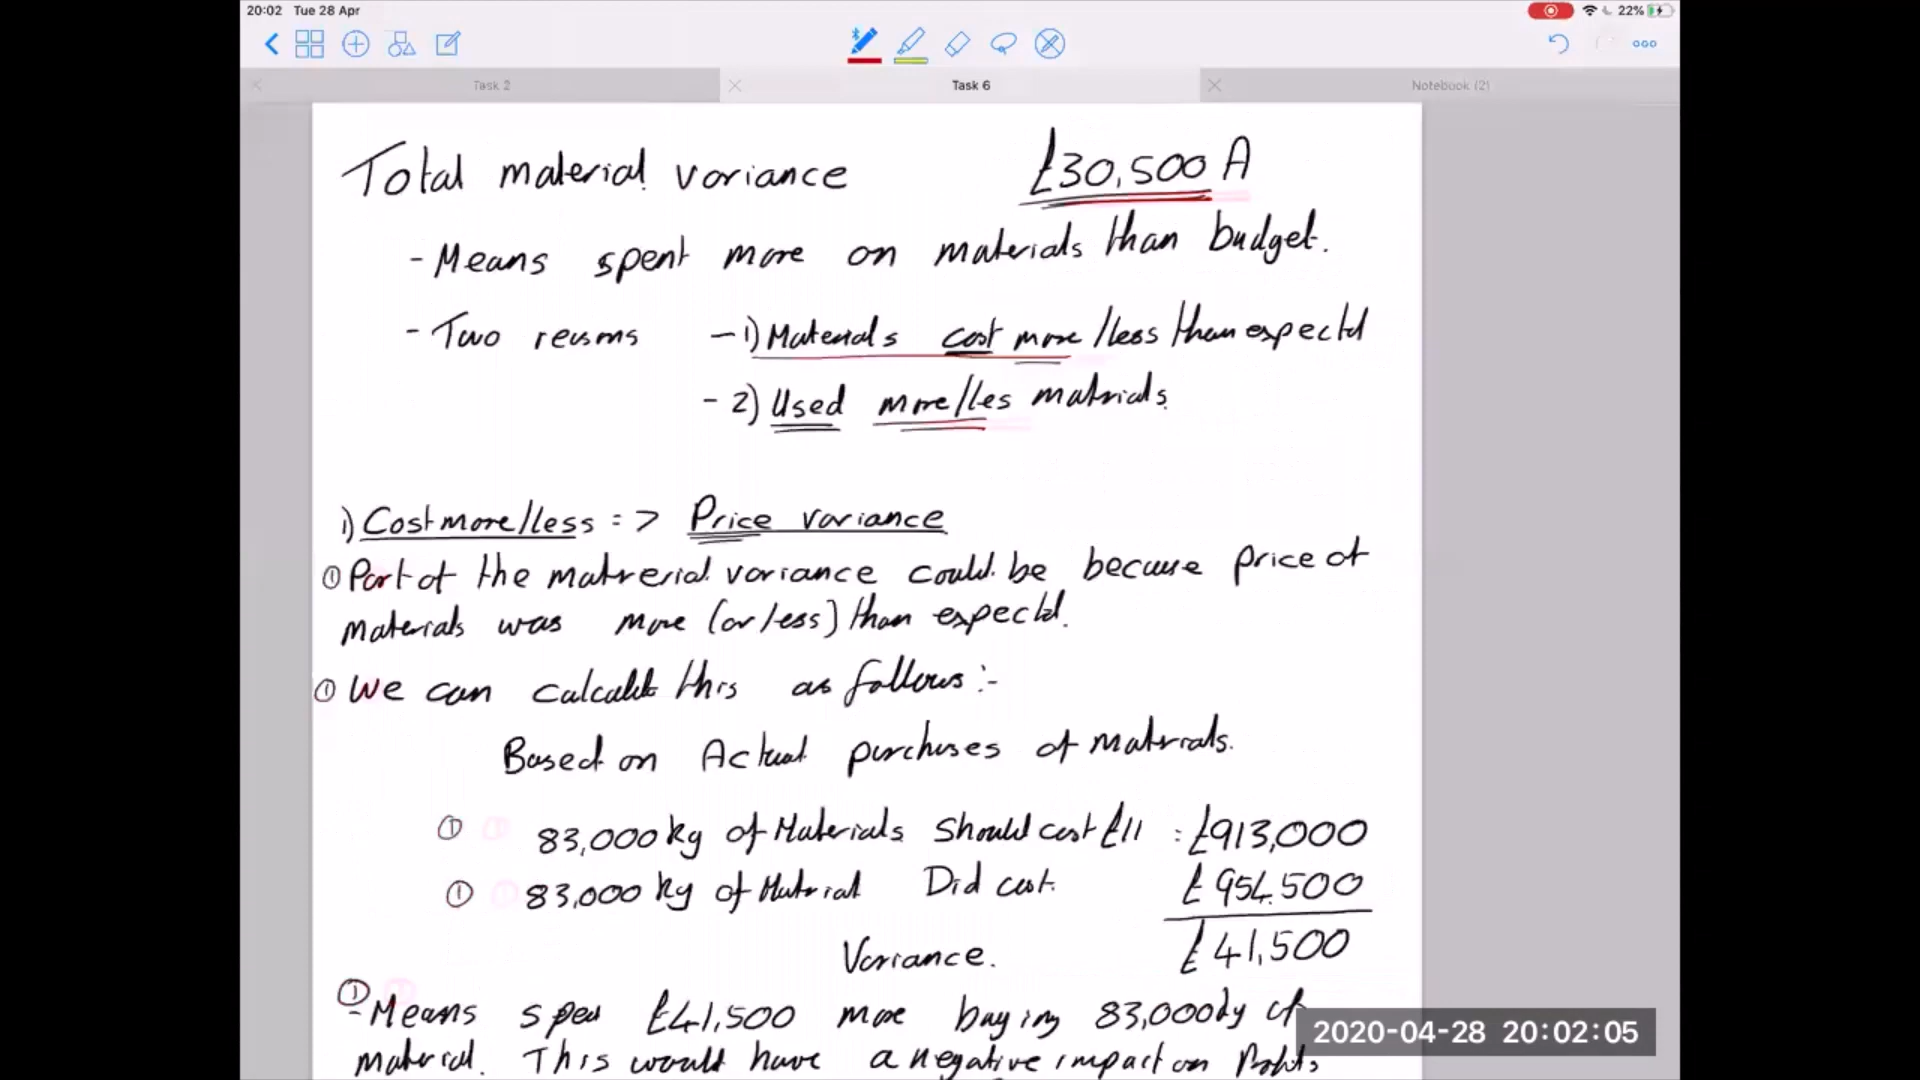 20:02 Tue 28 Apr 22%
Task 2 Task 6 Notebook (2)
Total material variance £30,500 A
- Means spent more on materials than budget.
- Two reasons - 1) Materials cost more/less than expectd
- 2) Used more/les materials.
1) Cost more/less => Price variance
① Part of the matrerial variance could be because price of
materials was more (or less) than expectd.
① We can calculate this as follows :-
Based on Actual purchases of materials.
① 83,000 kg of Materials should cost £11 : £913,000
① 83,000 kg of Material Did cost. £954,500
Variance. £41,500
① - Means £41,500 more buying 83,000kg of
material. This would have a negative impact on Profits
2020-04-28 20:02:05